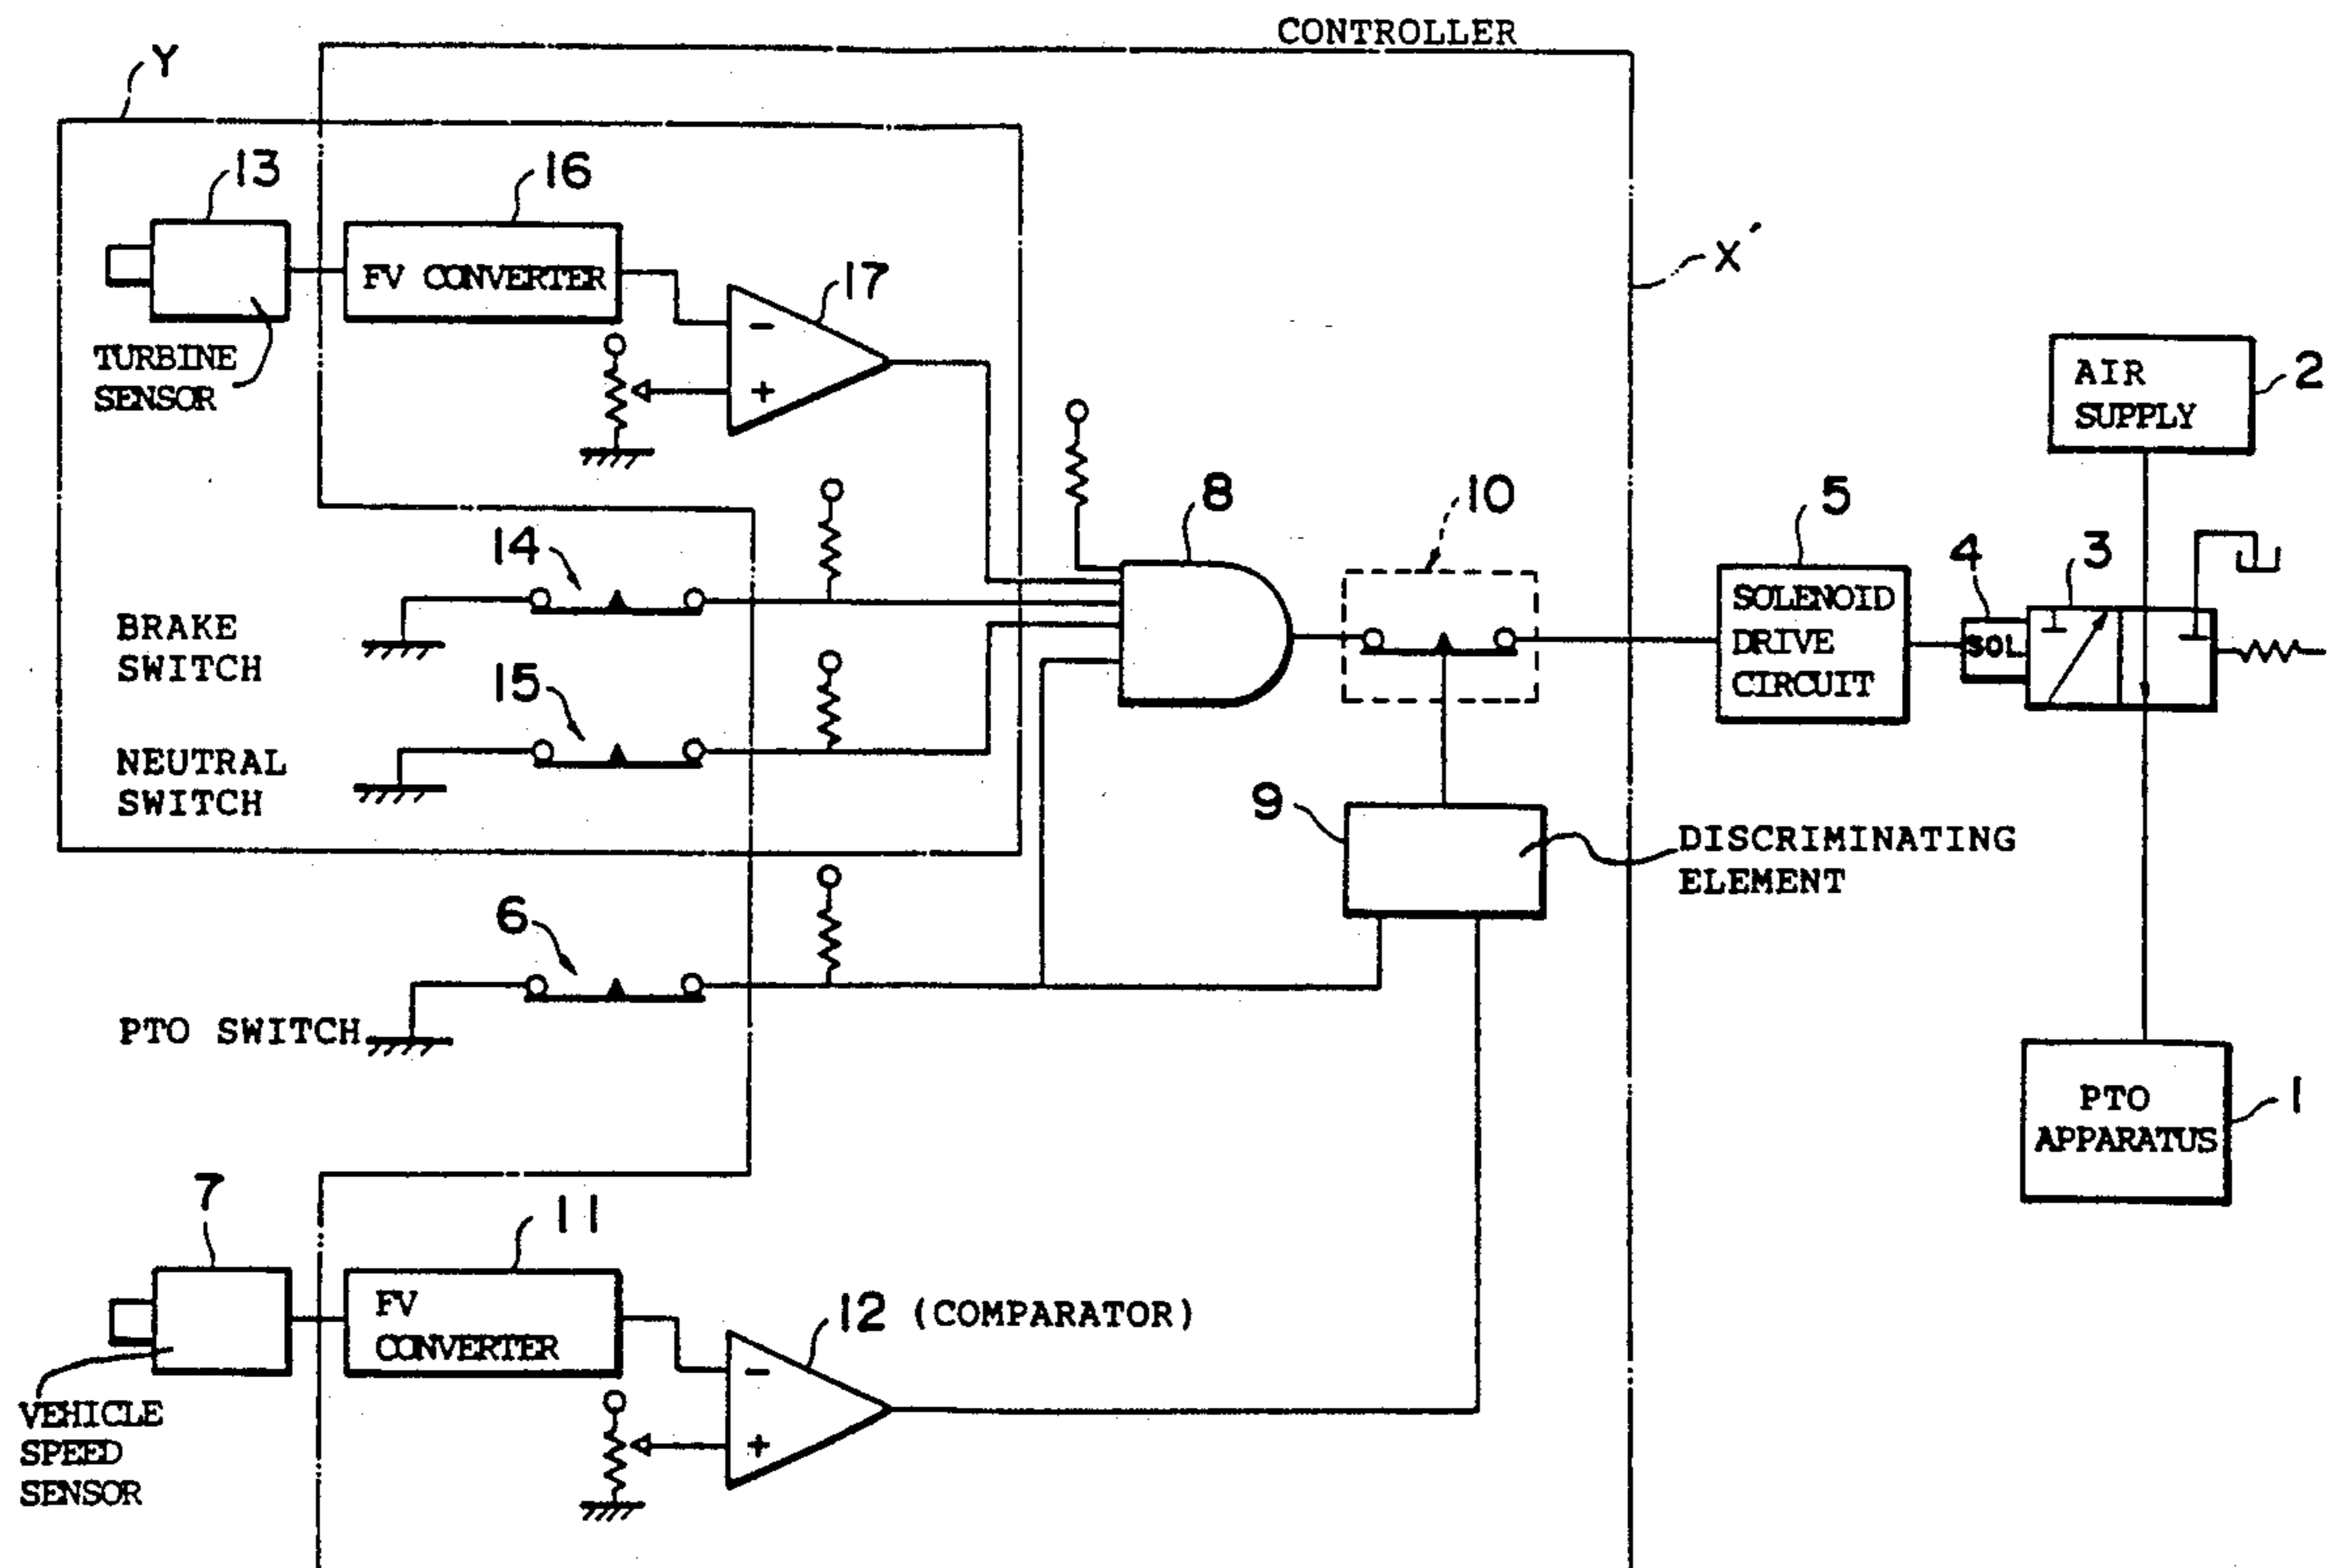 CONTROLLER
Y
13
16
FV CONVERTER
17
X'
TURBINE
SENSOR
−
+
AIR
SUPPLY
2
8
10
5
4
3
14
BRAKE
SWITCH
SOLENOID
DRIVE
CIRCUIT
SOL
15
NEUTRAL
SWITCH
9
DISCRIMINATING
ELEMENT
6
PTO SWITCH
PTO
APPARATUS
1
7
11
FV
CONVERTER
12 (COMPARATOR)
−
+
VEHICLE
SPEED
SENSOR